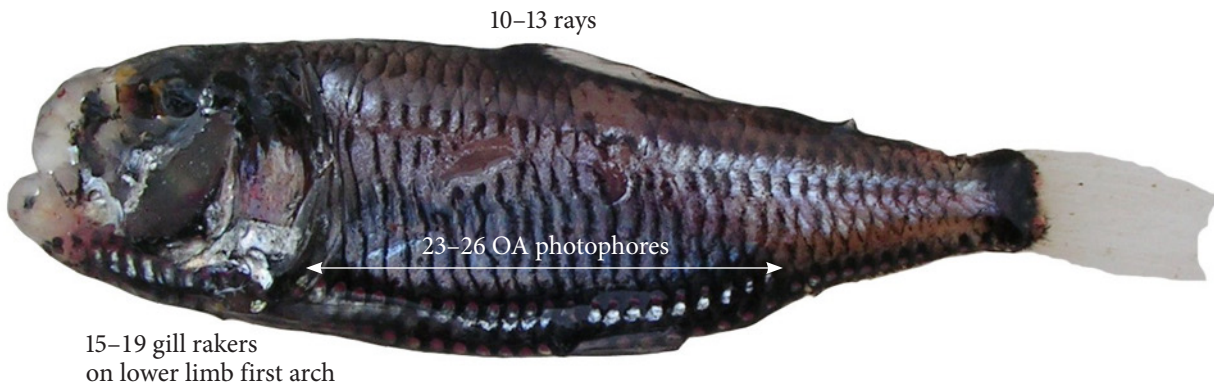 10–13 rays
23–26 OA photophores
15–19 gill rakers
on lower limb first arch